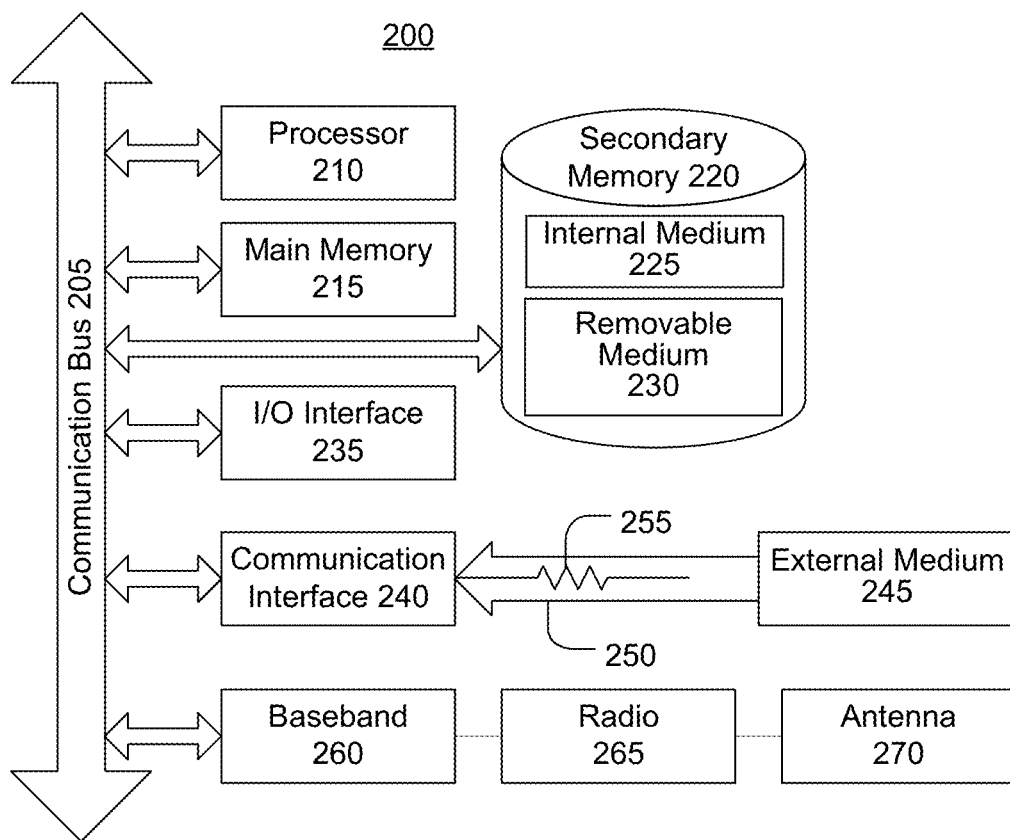 200
Communication Bus 205
Processor
210
Secondary
Memory 220
Main Memory
215
Internal Medium
225
Removable
Medium
230
I/O Interface
235
255
Communication
Interface 240
External Medium
245
250
Baseband
260
Radio
265
Antenna
270